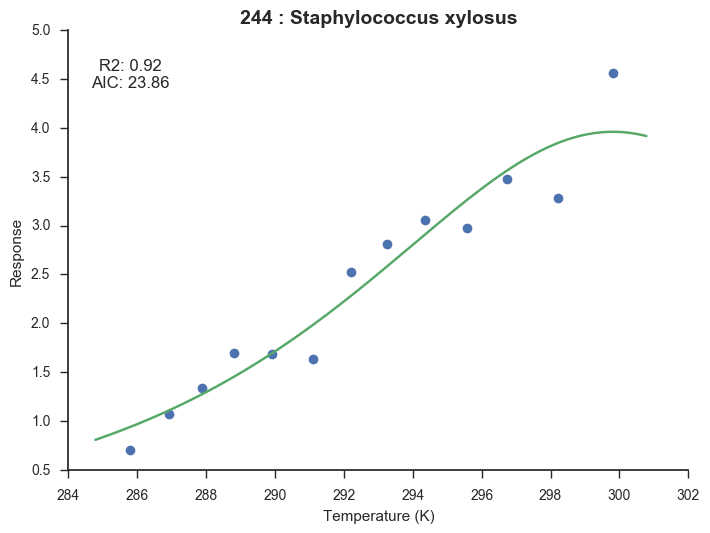 244 : Staphylococcus xylosus
R2: 0.92
AIC: 23.86
Response
5.0
4.5
4.0
3.5
3.0
2.5
2.0
1.5
1.0
0.5
284 286 288 290 292 294 296 298 300 302
Temperature (K)